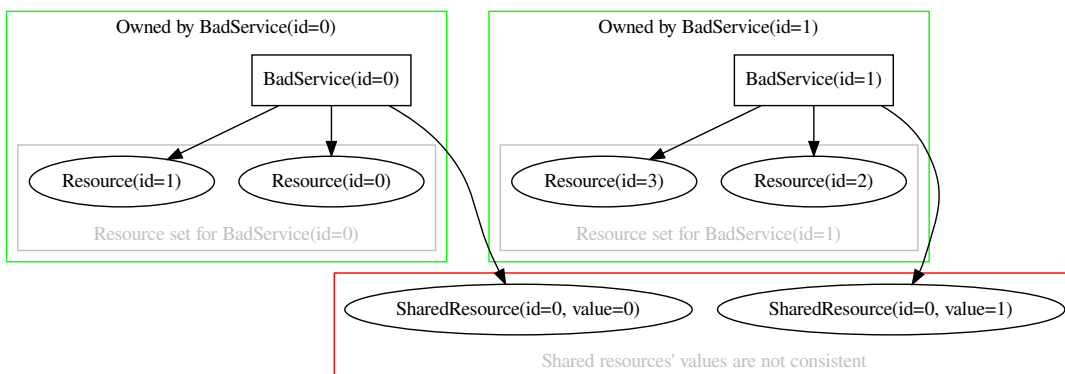 Owned by BadService(id=0)
Owned by BadService(id=1)
BadService(id=0)
BadService(id=1)
Resource(id=1)
Resource(id=0)
Resource(id=3)
Resource(id=2)
Resource set for BadService(id=0)
Resource set for BadService(id=1)
SharedResource(id=0, value=0)
SharedResource(id=0, value=1)
Shared resources' values are not consistent